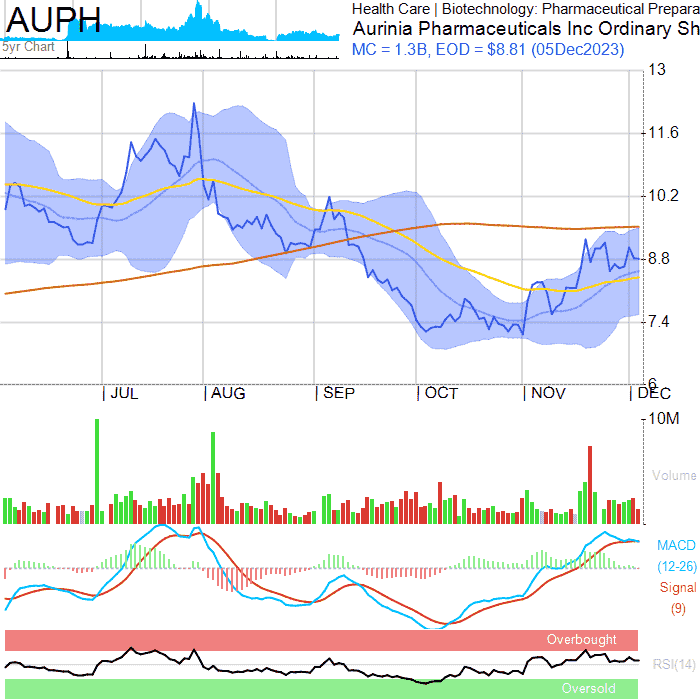 AUPH
5yr Chart
Health Care | Biotechnology: Pharmaceutical Prepara
Aurinia Pharmaceuticals Inc Ordinary Sh
MC = 1.3B, EOD = $8.81 (05Dec2023)
13
11.6
10.2
8.8
7.4
6
| JUL | AUG | SEP | OCT | NOV | DEC
10M
Volume
MACD
(12-26)
Signal
(9)
Overbought
RSI(14)
Oversold